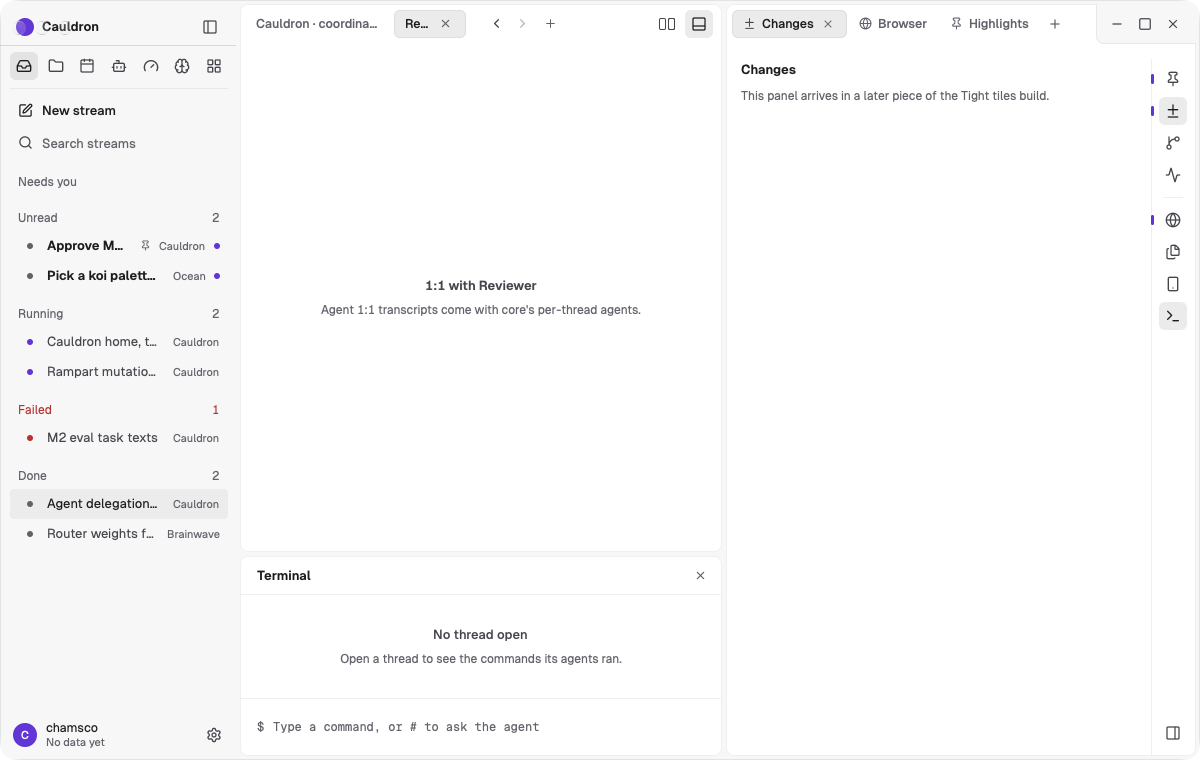 Cauldron
New stream
Search streams
Needs you
Unread 2
Approve M... Cauldron
Pick a koi palett... Ocean
Running 2
Cauldron home, t... Cauldron
Rampart mutatio... Cauldron
Failed 1
M2 eval task texts Cauldron
Done 2
Agent delegation... Cauldron
Router weights f... Brainwave
C chamsco
No data yet
Cauldron · coordina... Re...
1:1 with Reviewer
Agent 1:1 transcripts come with core's per-thread agents.
Terminal
No thread open
Open a thread to see the commands its agents ran.
$ Type a command, or # to ask the agent
Changes Browser Highlights
Changes
This panel arrives in a later piece of the Tight tiles build.